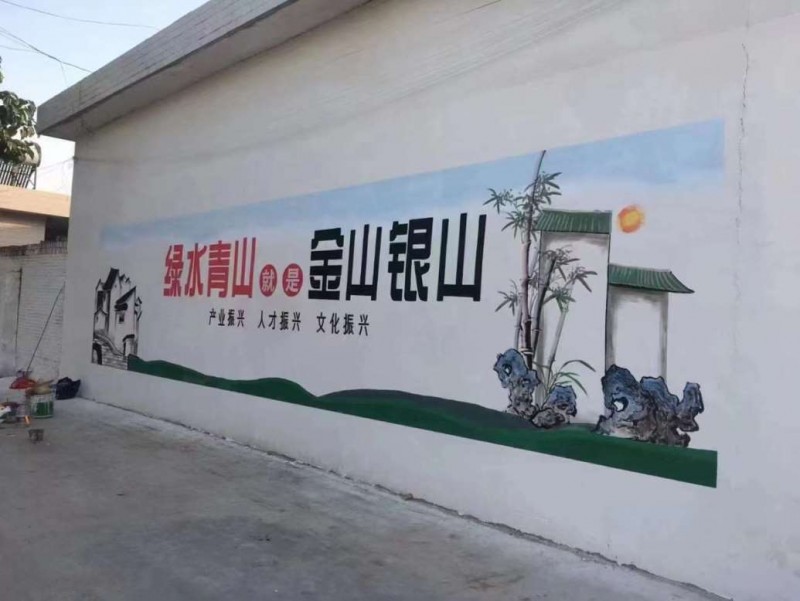 绿水青山就是金山银山
产业振兴 人才振兴 文化振兴